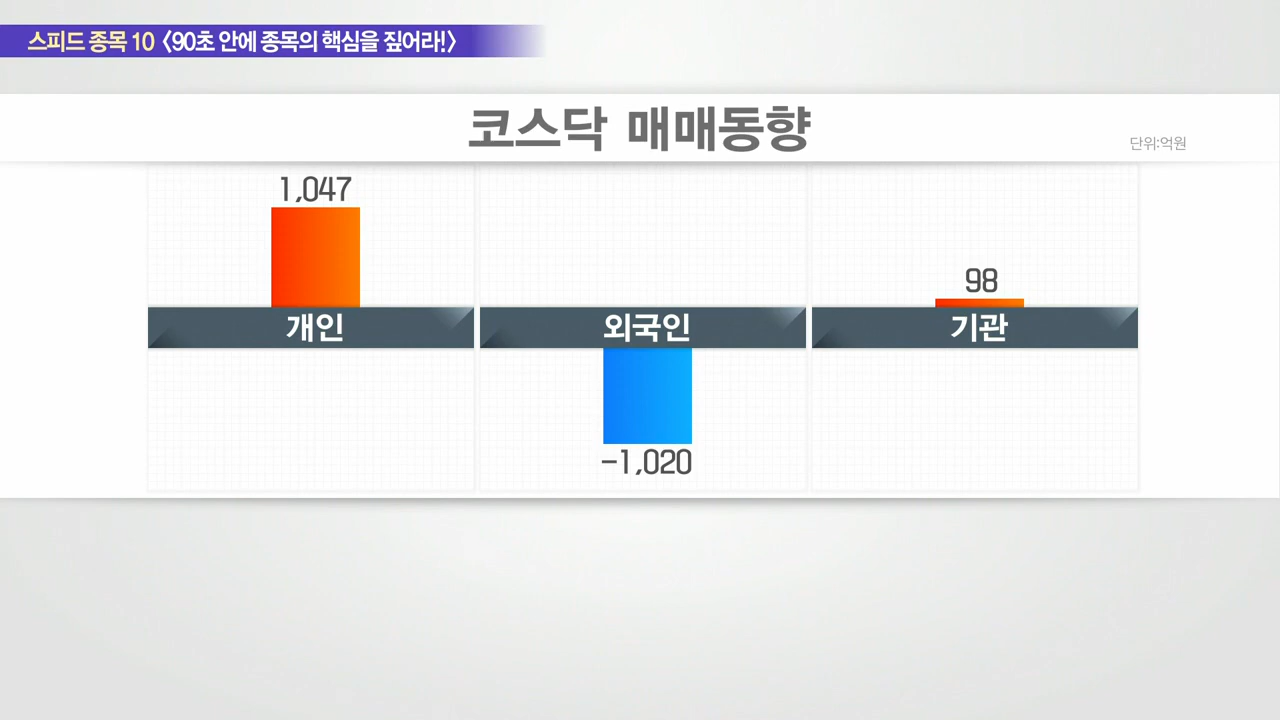 스피드 종목 10 〈90초 안에 종목의 핵심을 짚어라!〉
코스닥 매매동향
단위:억원
1,047
98
개인
외국인
기관
-1,020